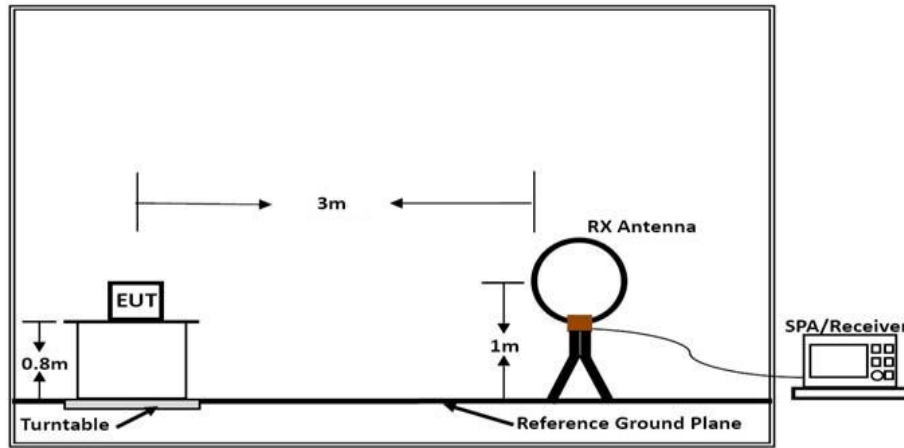 3m
RX Antenna
EUT
SPA/Receiver
0.8m
1m
Turntable
Reference Ground Plane